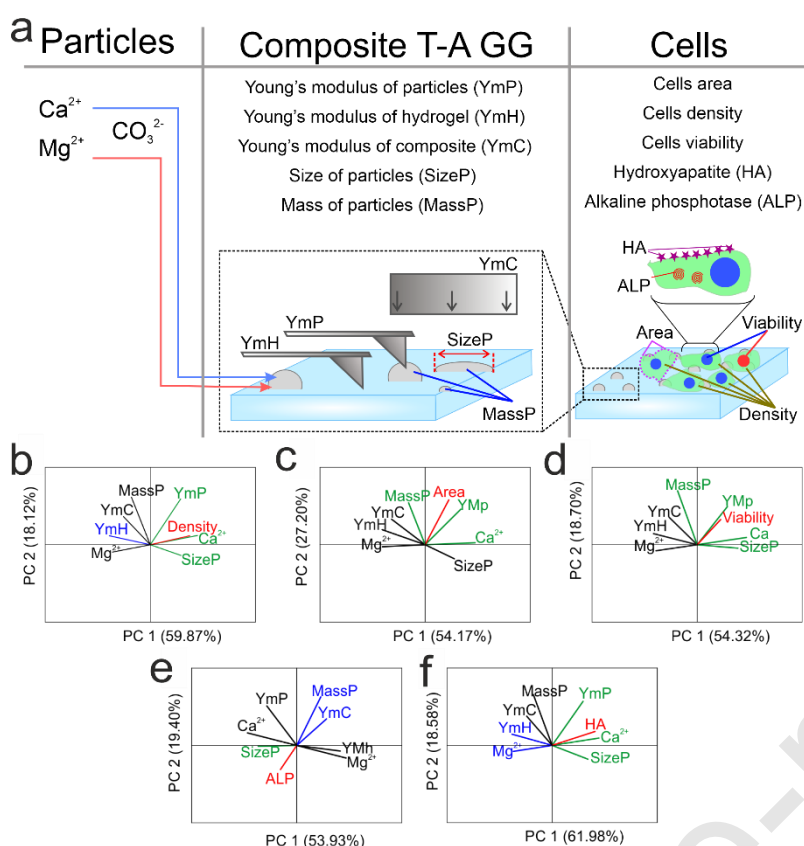 a
Particles
Composite T-A GG
Cells
Ca²⁺
CO₃²⁻
Mg²⁺
Young's modulus of particles (YmP)
Young's modulus of hydrogel (YmH)
Young's modulus of composite (YmC)
Size of particles (SizeP)
Mass of particles (MassP)
Cells area
Cells density
Cells viability
Hydroxyapatite (HA)
Alkaline phosphotase (ALP)
YmC
YmP
YmH
SizeP
MassP
HA
ALP
Area
Viability
Density
b
PC 2 (18.12%)
MassP
YmP
YmC
YmH
Density
Ca²⁺
Mg²⁺
SizeP
PC 1 (59.87%)
c
PC 2 (27.20%)
MassP
Area
YMp
YmC
YmH
Ca²⁺
Mg²⁺
SizeP
PC 1 (54.17%)
d
PC 2 (18.70%)
MassP
YMp
YmC
Viability
YmH
Ca
Mg²⁺
SizeP
PC 1 (54.32%)
e
PC 2 (19.40%)
YmP
MassP
YmC
Ca²⁺
SizeP
YMh
Mg²⁺
ALP
PC 1 (53.93%)
f
PC 2 (18.58%)
MassP
YmP
YmC
YmH
HA
Ca²⁺
Mg²⁺
SizeP
PC 1 (61.98%)